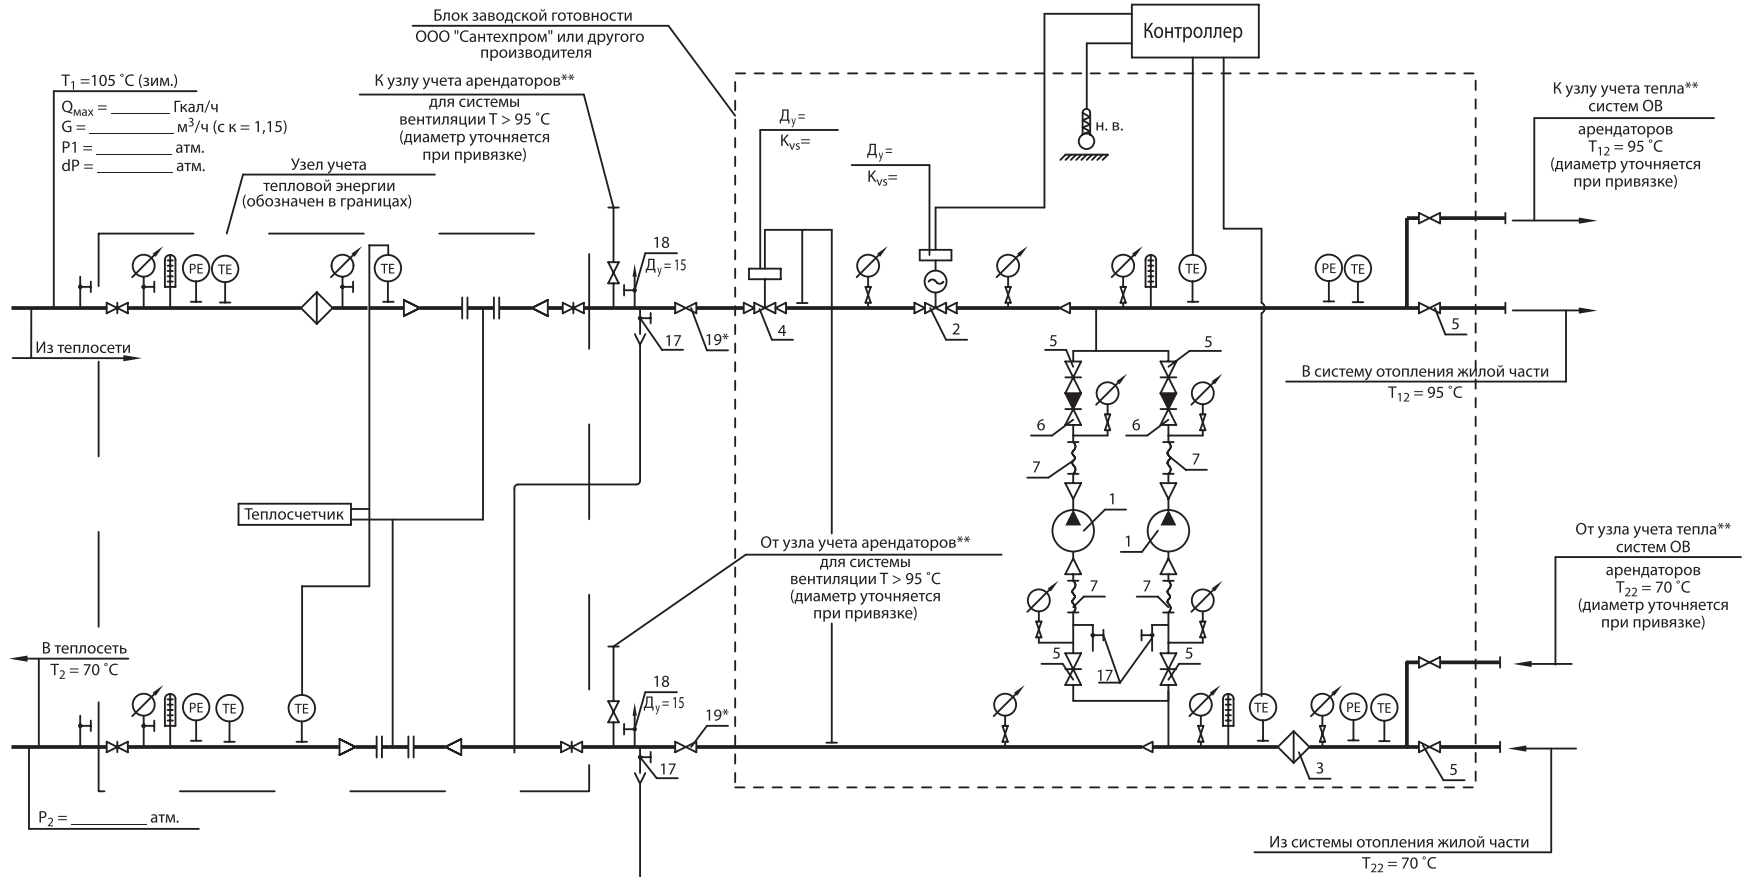 Блок заводской готовности
ООО "Сантехпром" или другого
производителя
Контроллер
T1 =105 ˚C (зим.)
Qмах = ________ Гкал/ч
G = ____________ м³/ч (с к = 1,15)
P1 = ___________ атм.
dP = ___________ атм.
К узлу учета арендаторов**
для системы
вентиляции T > 95 ˚C
(диаметр уточняется
при привязке)
Узел учета
тепловой энергии
(обозначен в границах)
Ду=
Kvs=
Ду=
Kvs=
н. в.
К узлу учета тепла**
систем ОВ
арендаторов
T12 = 95 ˚C
(диаметр уточняется
при привязке)
PE
TE
TE
18
Ду= 15
TE
PE
TE
Из теплосети
17
19*
4
2
5
5
5
В систему отопления жилой части
T12 = 95 ˚C
6
6
7
7
Теплосчетчик
1
1
От узла учета арендаторов**
для системы
вентиляции T > 95 ˚C
(диаметр уточняется
при привязке)
От узла учета тепла**
систем ОВ
арендаторов
T22 = 70 ˚C
(диаметр уточняется
при привязке)
7
7
В теплосеть
T2 = 70 ˚C
5
17
5
PE
TE
TE
18
Ду= 15
19*
TE
PE
TE
17
3
5
P2 = ___________ атм.
Из системы отопления жилой части
T22 = 70 ˚C